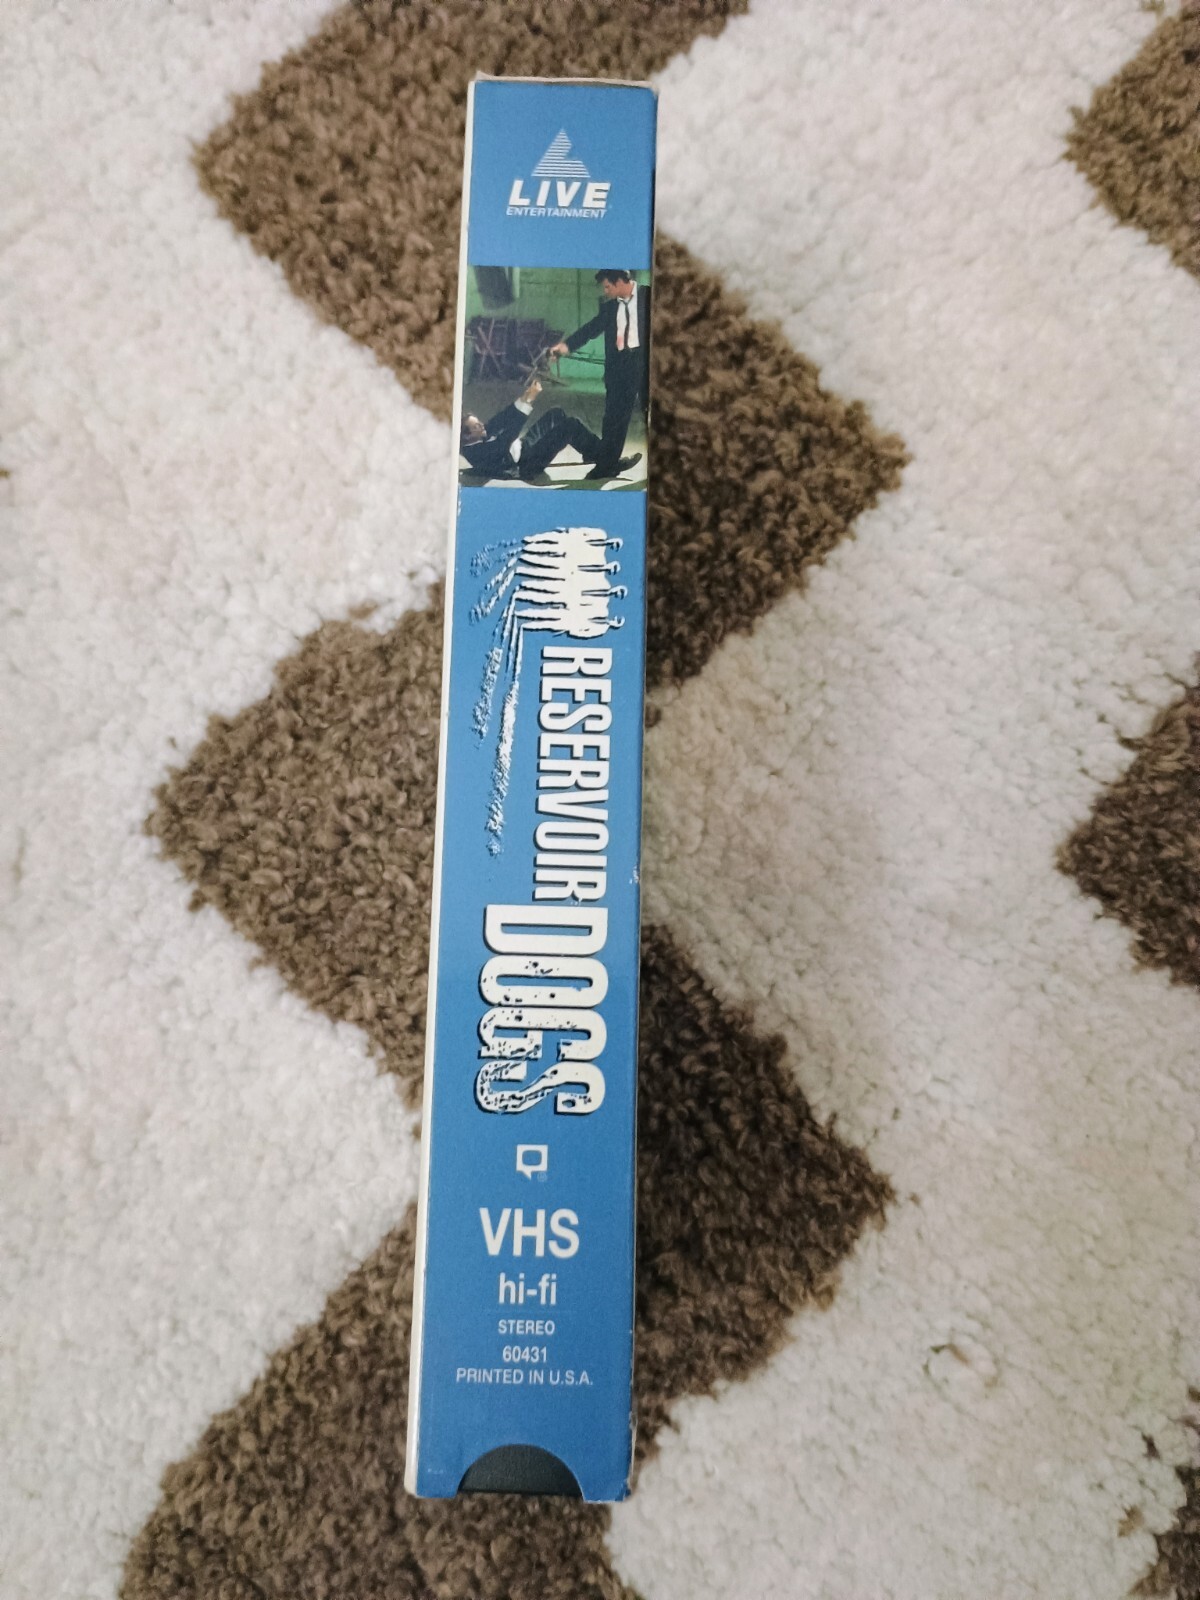 LIVE
ENTERTAINMENT
RESERVOIR DOGS
VHS
hi-fi
STEREO
60431
PRINTED IN U.S.A.